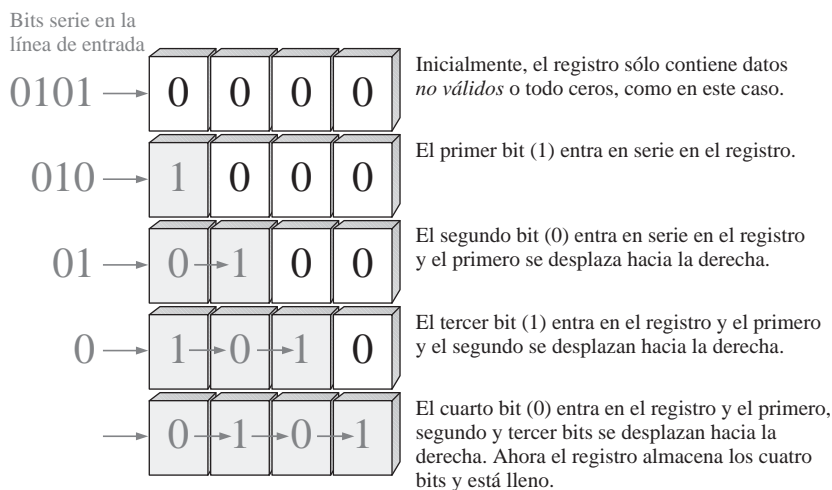 Bits serie en la
línea de entrada
0101 0 0 0 0
Inicialmente, el registro sólo contiene datos
no válidos o todo ceros, como en este caso.
010 1 0 0 0
El primer bit (1) entra en serie en el registro.
01 0 1 0 0
El segundo bit (0) entra en serie en el registro
y el primero se desplaza hacia la derecha.
0 1 0 1 0
El tercer bit (1) entra en el registro y el primero
y el segundo se desplazan hacia la derecha.
0 1 0 1
El cuarto bit (0) entra en el registro y el primero,
segundo y tercer bits se desplazan hacia la
derecha. Ahora el registro almacena los cuatro
bits y está lleno.